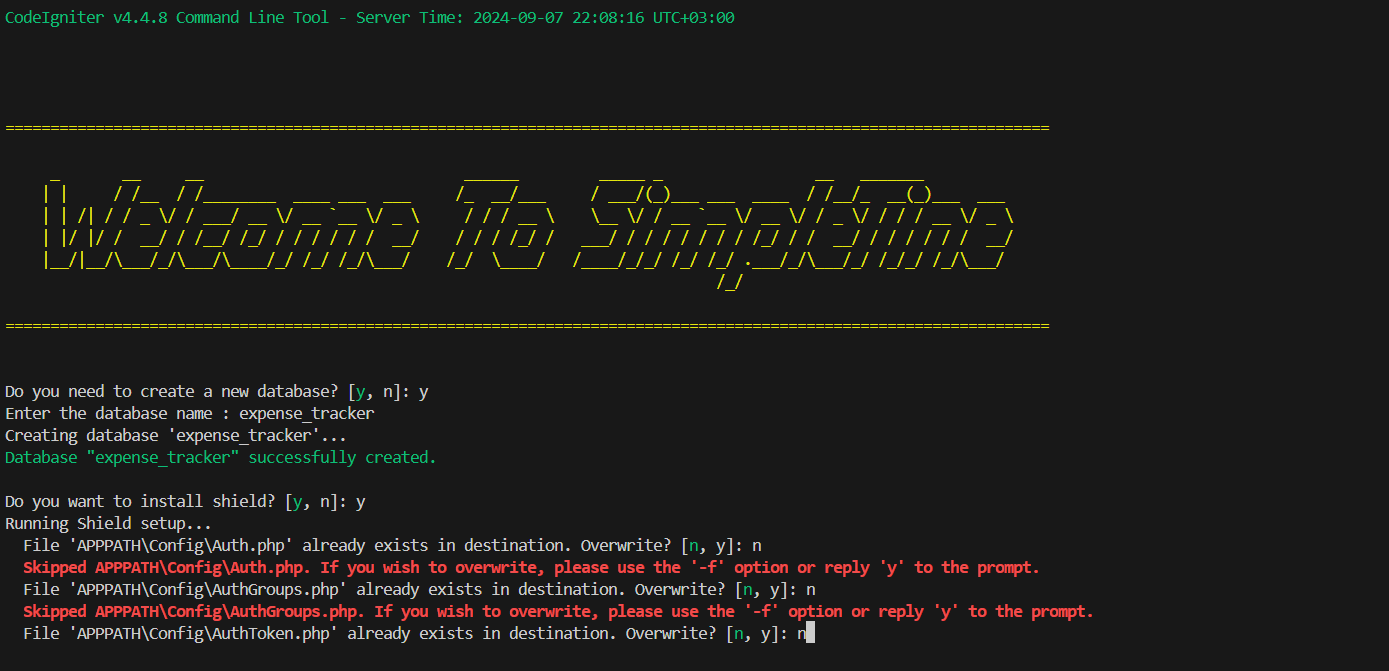 CodeIgniter v4.4.8 Command Line Tool - Server Time: 2024-09-07 22:08:16 UTC+03:00
Welcome To Simpletine
Do you need to create a new database? [y, n]: y
Enter the database name : expense_tracker
Creating database 'expense_tracker'...
Database "expense_tracker" successfully created.
Do you want to install shield? [y, n]: y
Running Shield setup...
File 'APPPATH\Config\Auth.php' already exists in destination. Overwrite? [n, y]: n
Skipped APPPATH\Config\Auth.php. If you wish to overwrite, please use the '-f' option or reply 'y' to the prompt.
File 'APPPATH\Config\AuthGroups.php' already exists in destination. Overwrite? [n, y]: n
Skipped APPPATH\Config\AuthGroups.php. If you wish to overwrite, please use the '-f' option or reply 'y' to the prompt.
File 'APPPATH\Config\AuthToken.php' already exists in destination. Overwrite? [n, y]: n